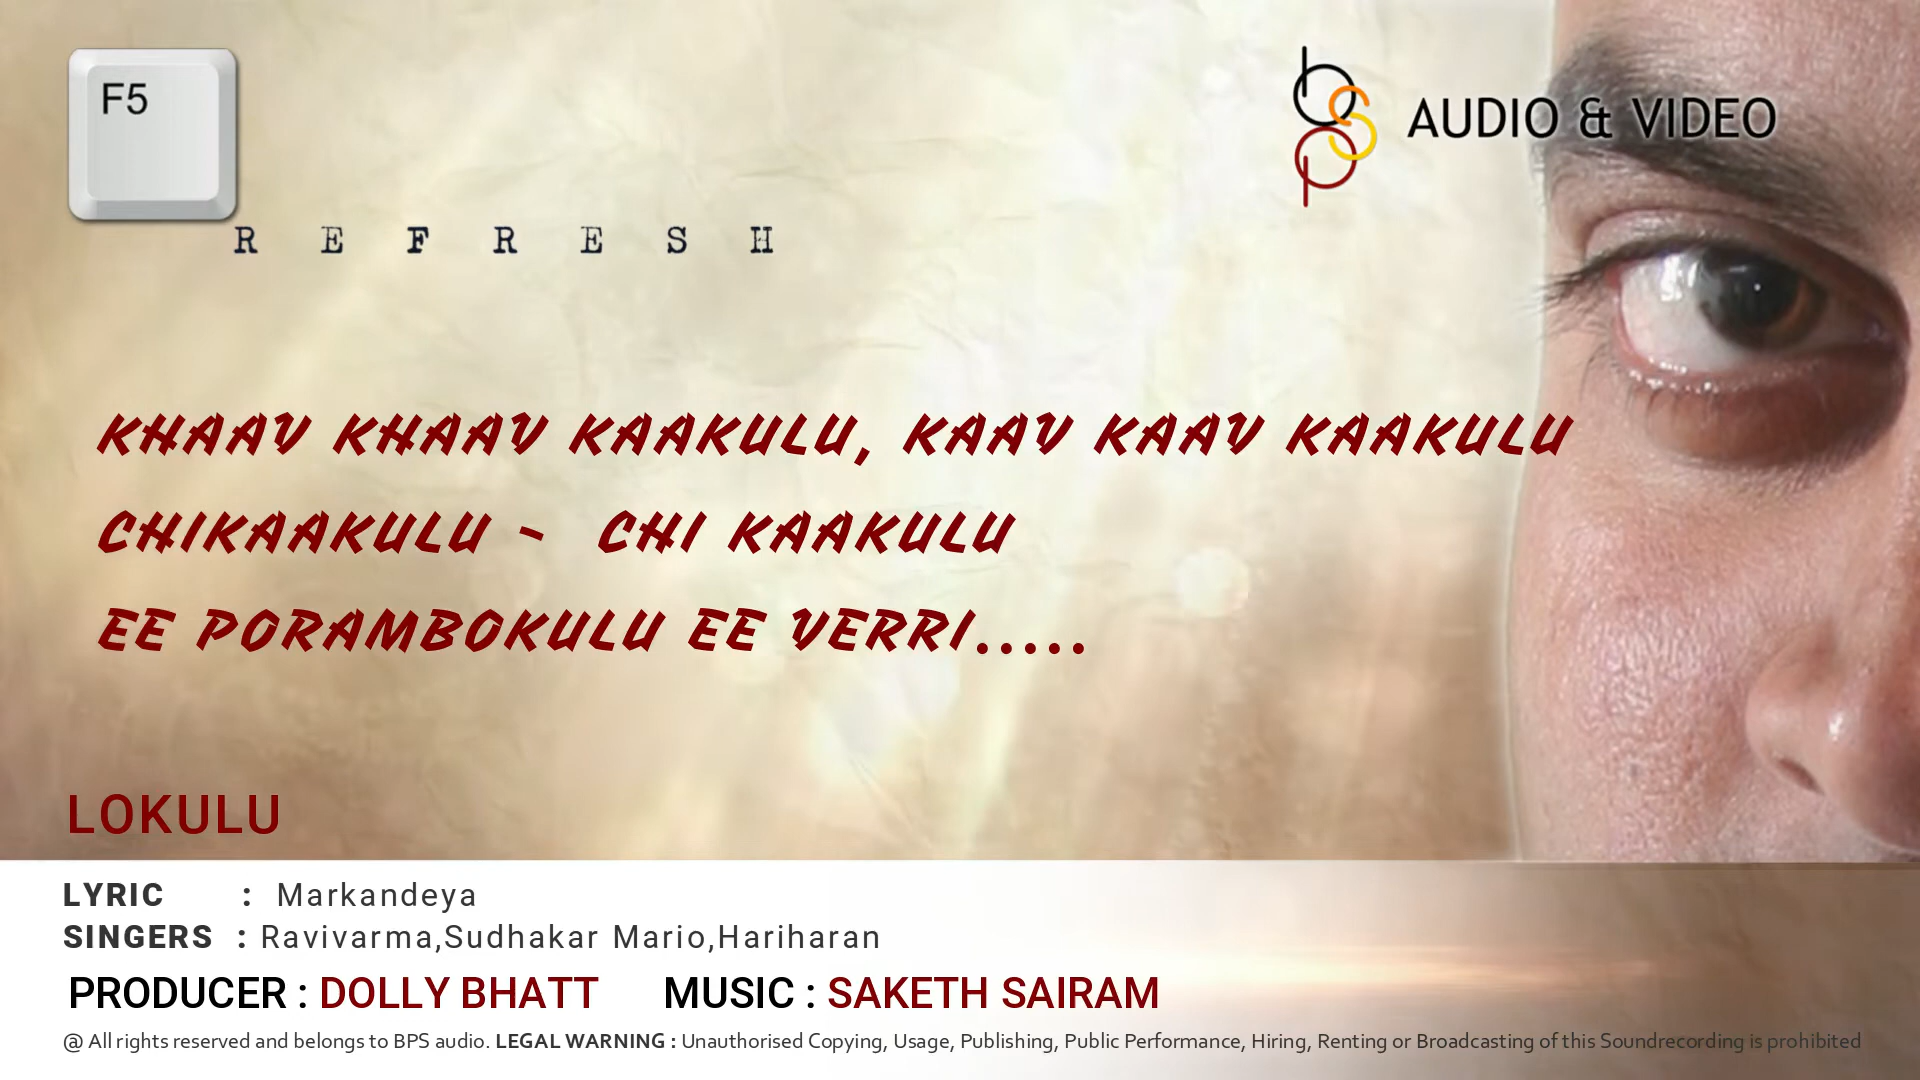 F5
REFRESH
bsp AUDIO & VIDEO
KHAAV KHAAV KAAKULU, KAAV KAAV KAAKULU
CHIKAAKULU - CHI KAAKULU
EE PORAMBOKULU EE VERRI.....
LOKULU
LYRIC : Markandeya
SINGERS : Ravivarma,Sudhakar Mario,Hariharan
PRODUCER : DOLLY BHATT MUSIC : SAKETH SAIRAM
@ All rights reserved and belongs to BPS audio. LEGAL WARNING : Unauthorised Copying, Usage, Publishing, Public Performance, Hiring, Renting or Broadcasting of this Soundrecording is prohibited